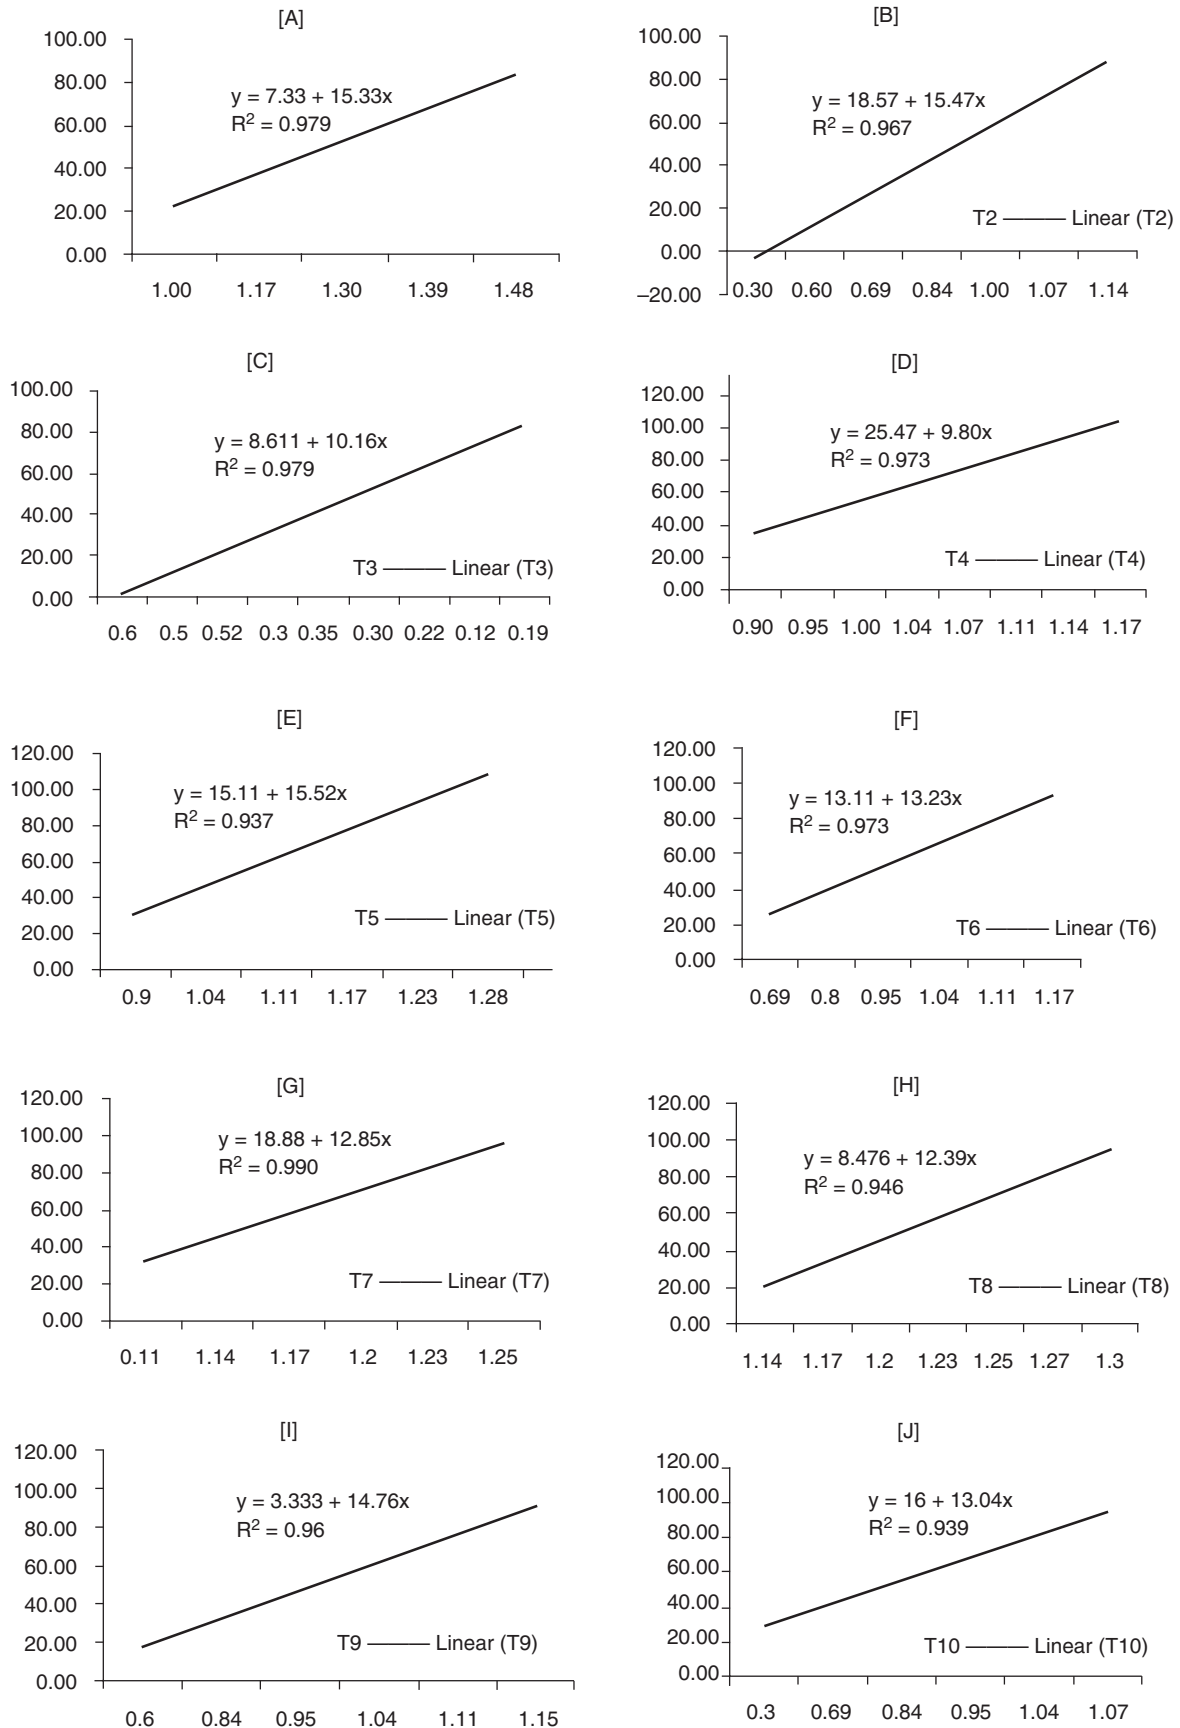 [A]
100.00
80.00
60.00
40.00
20.00
0.00
y = 7.33 + 15.33x
R² = 0.979
1.00 1.17 1.30 1.39 1.48
[B]
100.00
80.00
60.00
40.00
20.00
0.00
–20.00
y = 18.57 + 15.47x
R² = 0.967
T2 ——— Linear (T2)
0.30 0.60 0.69 0.84 1.00 1.07 1.14
[C]
100.00
80.00
60.00
40.00
20.00
0.00
y = 8.611 + 10.16x
R² = 0.979
T3 ——— Linear (T3)
0.6 0.5 0.52 0.3 0.35 0.30 0.22 0.12 0.19
[D]
120.00
100.00
80.00
60.00
40.00
20.00
0.00
y = 25.47 + 9.80x
R² = 0.973
T4 ——— Linear (T4)
0.90 0.95 1.00 1.04 1.07 1.11 1.14 1.17
[E]
120.00
100.00
80.00
60.00
40.00
20.00
0.00
y = 15.11 + 15.52x
R² = 0.937
T5 ——— Linear (T5)
0.9 1.04 1.11 1.17 1.23 1.28
[F]
120.00
100.00
80.00
60.00
40.00
20.00
0.00
y = 13.11 + 13.23x
R² = 0.973
T6 ——— Linear (T6)
0.69 0.8 0.95 1.04 1.11 1.17
[G]
120.00
100.00
80.00
60.00
40.00
20.00
0.00
y = 18.88 + 12.85x
R² = 0.990
T7 ——— Linear (T7)
0.11 1.14 1.17 1.2 1.23 1.25
[H]
120.00
100.00
80.00
60.00
40.00
20.00
0.00
y = 8.476 + 12.39x
R² = 0.946
T8 ——— Linear (T8)
1.14 1.17 1.2 1.23 1.25 1.27 1.3
[I]
120.00
100.00
80.00
60.00
40.00
20.00
0.00
y = 3.333 + 14.76x
R² = 0.96
T9 ——— Linear (T9)
0.6 0.84 0.95 1.04 1.11 1.15
[J]
120.00
100.00
80.00
60.00
40.00
20.00
0.00
y = 16 + 13.04x
R² = 0.939
T10 ——— Linear (T10)
0.3 0.69 0.84 0.95 1.04 1.07